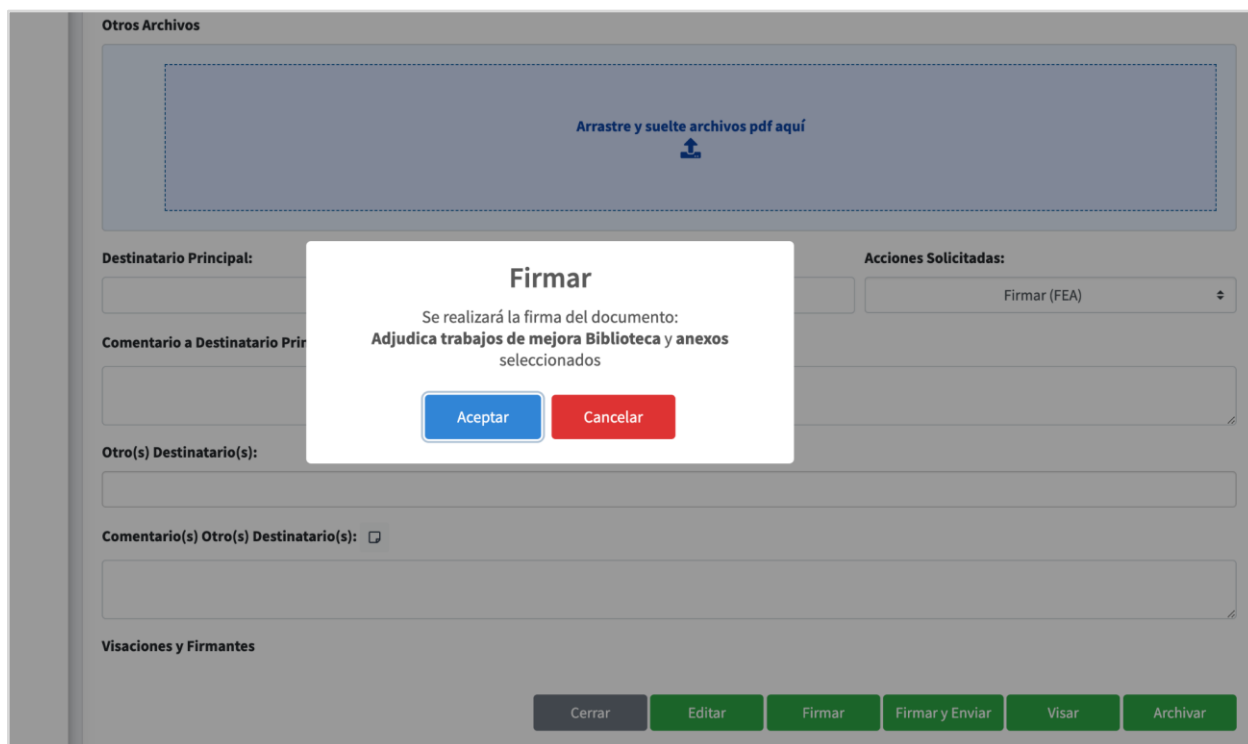 Otros Archivos
Arrastre y suelte archivos pdf aquí
Destinatario Principal:
Acciones Solicitadas:
Firmar (FEA)
Comentario a Destinatario
Firmar
Se realizará la firma del documento:
Adjudica trabajos de mejora Biblioteca y anexos
seleccionados
Aceptar
Cancelar
Otro(s) Destinatario(s):
Comentario(s) Otro(s) Destinatario(s):
Visaciones y Firmantes
Cerrar
Editar
Firmar
Firmar y Enviar
Visar
Archivar